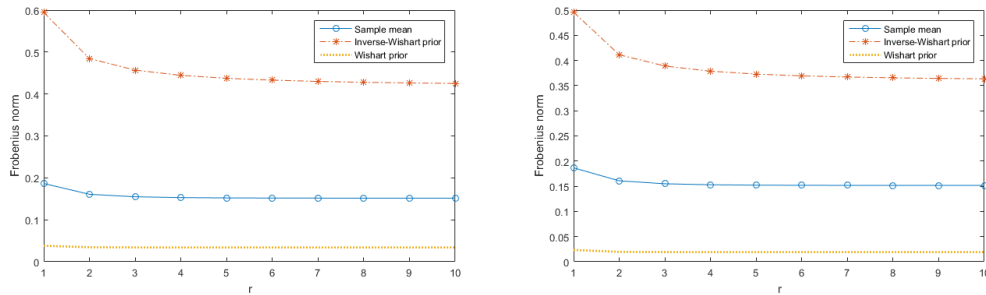 0.6
0.5
0.4
0.3
0.2
0.1
0
Frobenius norm
Sample mean
Inverse-Wishart prior
Wishart prior
1 2 3 4 5 6 7 8 9 10
r
0.5
0.45
0.4
0.35
0.3
0.25
0.2
0.15
0.1
0.05
0
Frobenius norm
Sample mean
Inverse-Wishart prior
Wishart prior
1 2 3 4 5 6 7 8 9 10
r